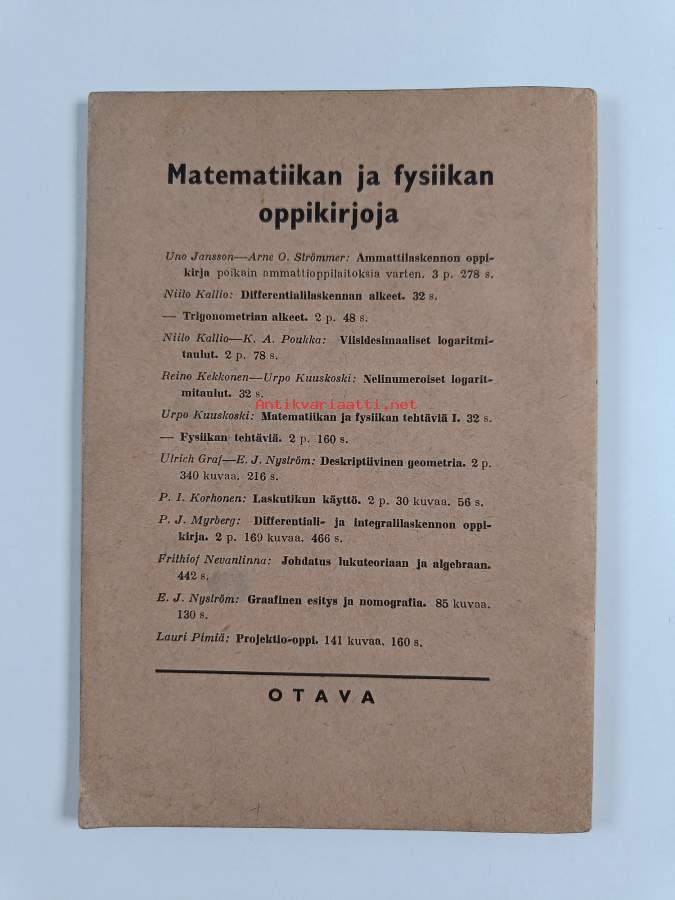 Matematiikan ja fysiikan
oppikirjoja
Uno Jansson—Arne O. Strömmer: Ammattilaskennon oppi-
kirja poikain ammattioppilaitoksia varten. 3 p. 278 s.
Niilo Kallio: Differentialilaskennan alkeet. 32 s.
— Trigonometrian alkeet. 2 p. 48 s.
Niilo Kallio—K. A. Poukka: Viisidesimaaliset logaritmi-
taulut. 2 p. 78 s.
Reino Kekkonen—Urpo Kuuskoski: Nelinumeroiset logarit-
mitaulut. 32 s.
Antikvariaatti.net
Urpo Kuuskoski: Matematiikan ja fysiikan tehtäviä I. 32 s.
— Fysiikan tehtäviä. 2 p. 160 s.
Ulrich Graf—E. J. Nyström: Deskriptiivinen geometria. 2 p.
340 kuvaa. 216 s.
P. I. Korhonen: Laskutikun käyttö. 2 p. 30 kuvaa. 56 s.
P. J. Myrberg: Differentiali- ja integralilaskennon oppi-
kirja. 2 p. 169 kuvaa. 466 s.
Frithiof Nevanlinna: Johdatus lukuteoriaan ja algebraan.
442 s.
E. J. Nyström: Graafinen esitys ja nomografia. 85 kuvaa.
130 s.
Lauri Pimiä: Projektio-oppi. 141 kuvaa. 160 s.
OTAVA